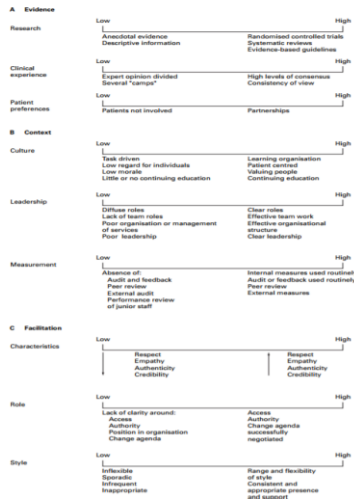 A Evidence
Low High
Research
Anecdotal evidence Randomised controlled trials
Descriptive information Systematic reviews
Evidence-based guidelines
Low High
Clinical
experience
Expert opinion divided High levels of consensus
Several "camps" Consistency of view
Low High
Patient
preferences
Patients not involved Partnerships
B Context
Low High
Culture
Task driven Learning organisation
Low regard for individuals Patient centred
Low morale Valuing people
Little or no continuing education Continuing education
Low High
Leadership
Diffuse roles Clear roles
Lack of team roles Effective team work
Poor organisation or management Effective organisational
of services structure
Poor leadership Clear leadership
Low High
Measurement
Absence of: Internal measures used routinely
Audit and feedback Audit or feedback used routinely
Peer review Peer review
External audit External measures
Performance review
of junior staff
C Facilitation
Low High
Characteristics
Respect Respect
Empathy Empathy
Authenticity Authenticity
Credibility Credibility
Low High
Role
Lack of clarity around: Access
Access Authority
Authority Change agenda
Position in organisation successfully
Change agenda negotiated
Low High
Style
Inflexible Range and flexibility
Sporadic of style
Infrequent Consistent and
Inappropriate appropriate presence
and support